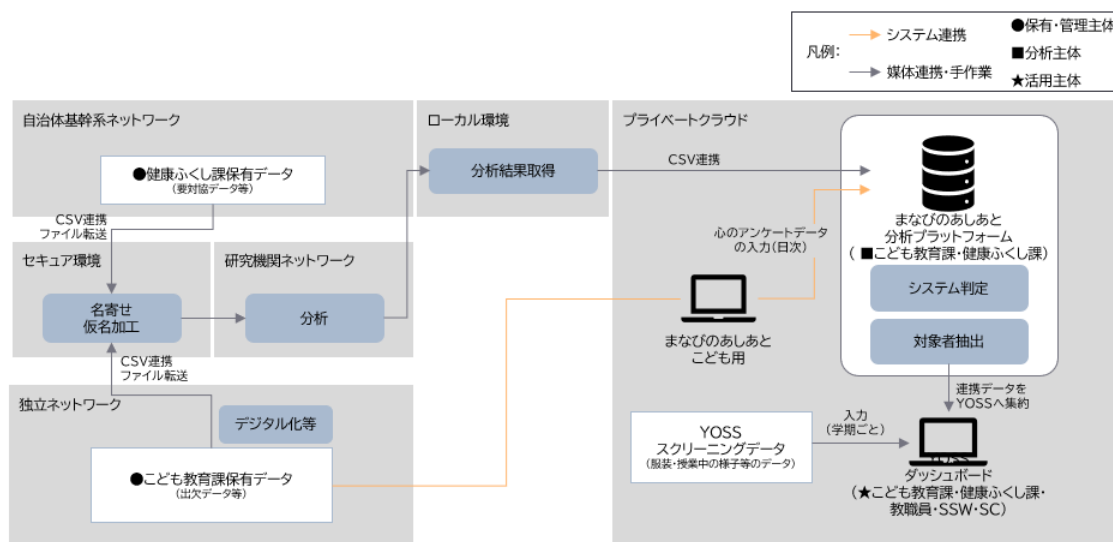 凡例：
システム連携
媒体連携・手作業
●保有・管理主体
■分析主体
★活用主体
自治体基幹系ネットワーク
●健康ふくし課保有データ
（要対協データ等）
CSV連携
ファイル転送
セキュア環境
名寄せ
仮名加工
研究機関ネットワーク
分析
CSV連携
ファイル転送
独立ネットワーク
デジタル化等
●こども教育課保有データ
（出欠データ等）
ローカル環境
分析結果取得
プライベートクラウド
CSV連携
心のアンケートデータ
の入力（日次）
まなびのあしあと
こども用
まなびのあしあと
分析プラットフォーム
（ ■こども教育課・健康ふくし課）
システム判定
対象者抽出
連携データを
YOSSへ集約
YOSS
スクリーニングデータ
（服装・授業中の様子等のデータ）
入力
（学期ごと）
YOSS
ダッシュボード
（★こども教育課・健康ふくし課・
教職員・SSW・SC）